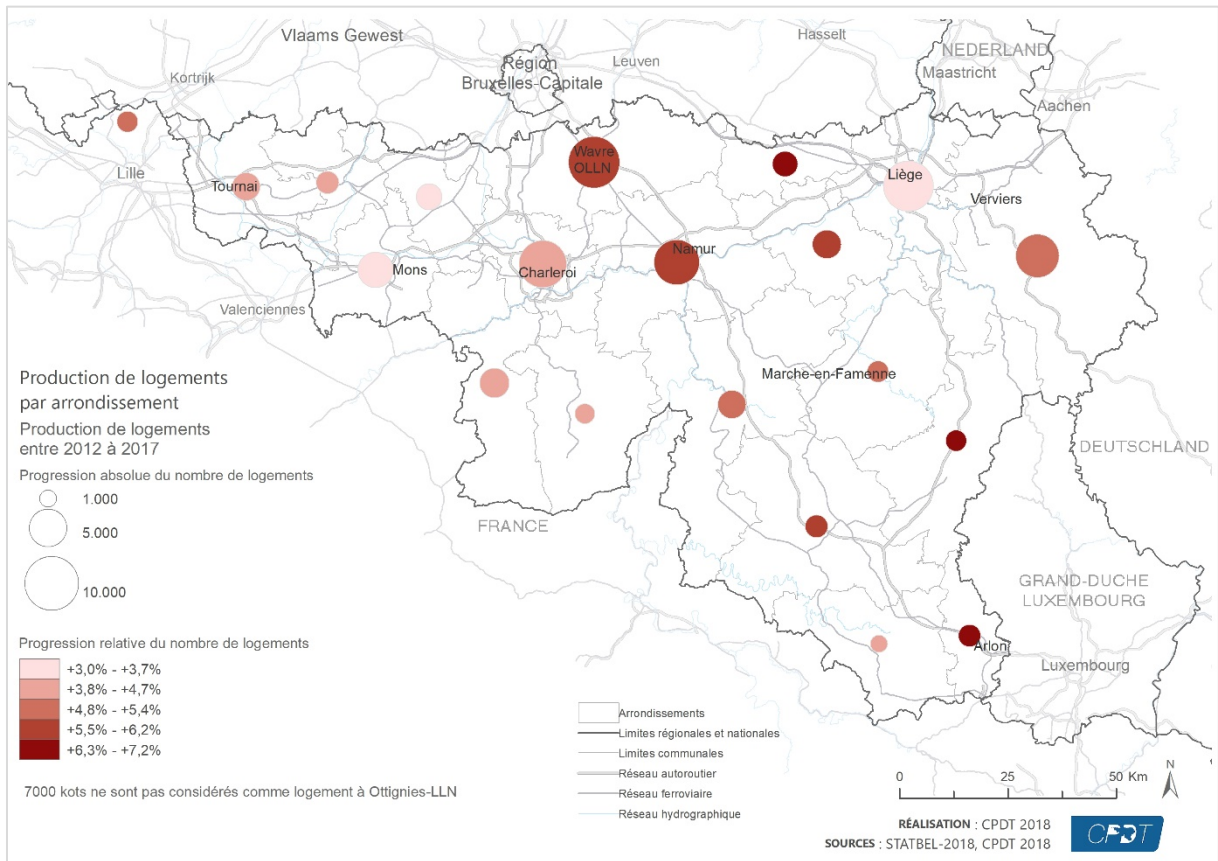 Vlaams Gewest
Hasselt
NEDERLAND
Maastricht
Kortrijk
Région
Bruxelles-Capitale
Leuven
Aachen
Lille
Tournai
Wavre
OLLN
Liège
Verviers
Mons
Charleroi
Namur
Valenciennes
Marche-en-Famenne
DEUTSCHLAND
FRANCE
GRAND-DUCHE
LUXEMBOURG
Arlon
Luxembourg
Production de logements
par arrondissement
Production de logements
entre 2012 à 2017
Progression absolue du nombre de logements
1.000
5.000
10.000
Progression relative du nombre de logements
+3,0% - +3,7%
+3,8% - +4,7%
+4,8% - +5,4%
+5,5% - +6,2%
+6,3% - +7,2%
7000 kots ne sont pas considérés comme logement à Ottignies-LLN
Arrondissements
Limites régionales et nationales
Limites communales
Réseau autoroutier
Réseau ferroviaire
Réseau hydrographique
0 25 50 Km
N
RÉALISATION : CPDT 2018
SOURCES : STATBEL-2018, CPDT 2018
CPDT